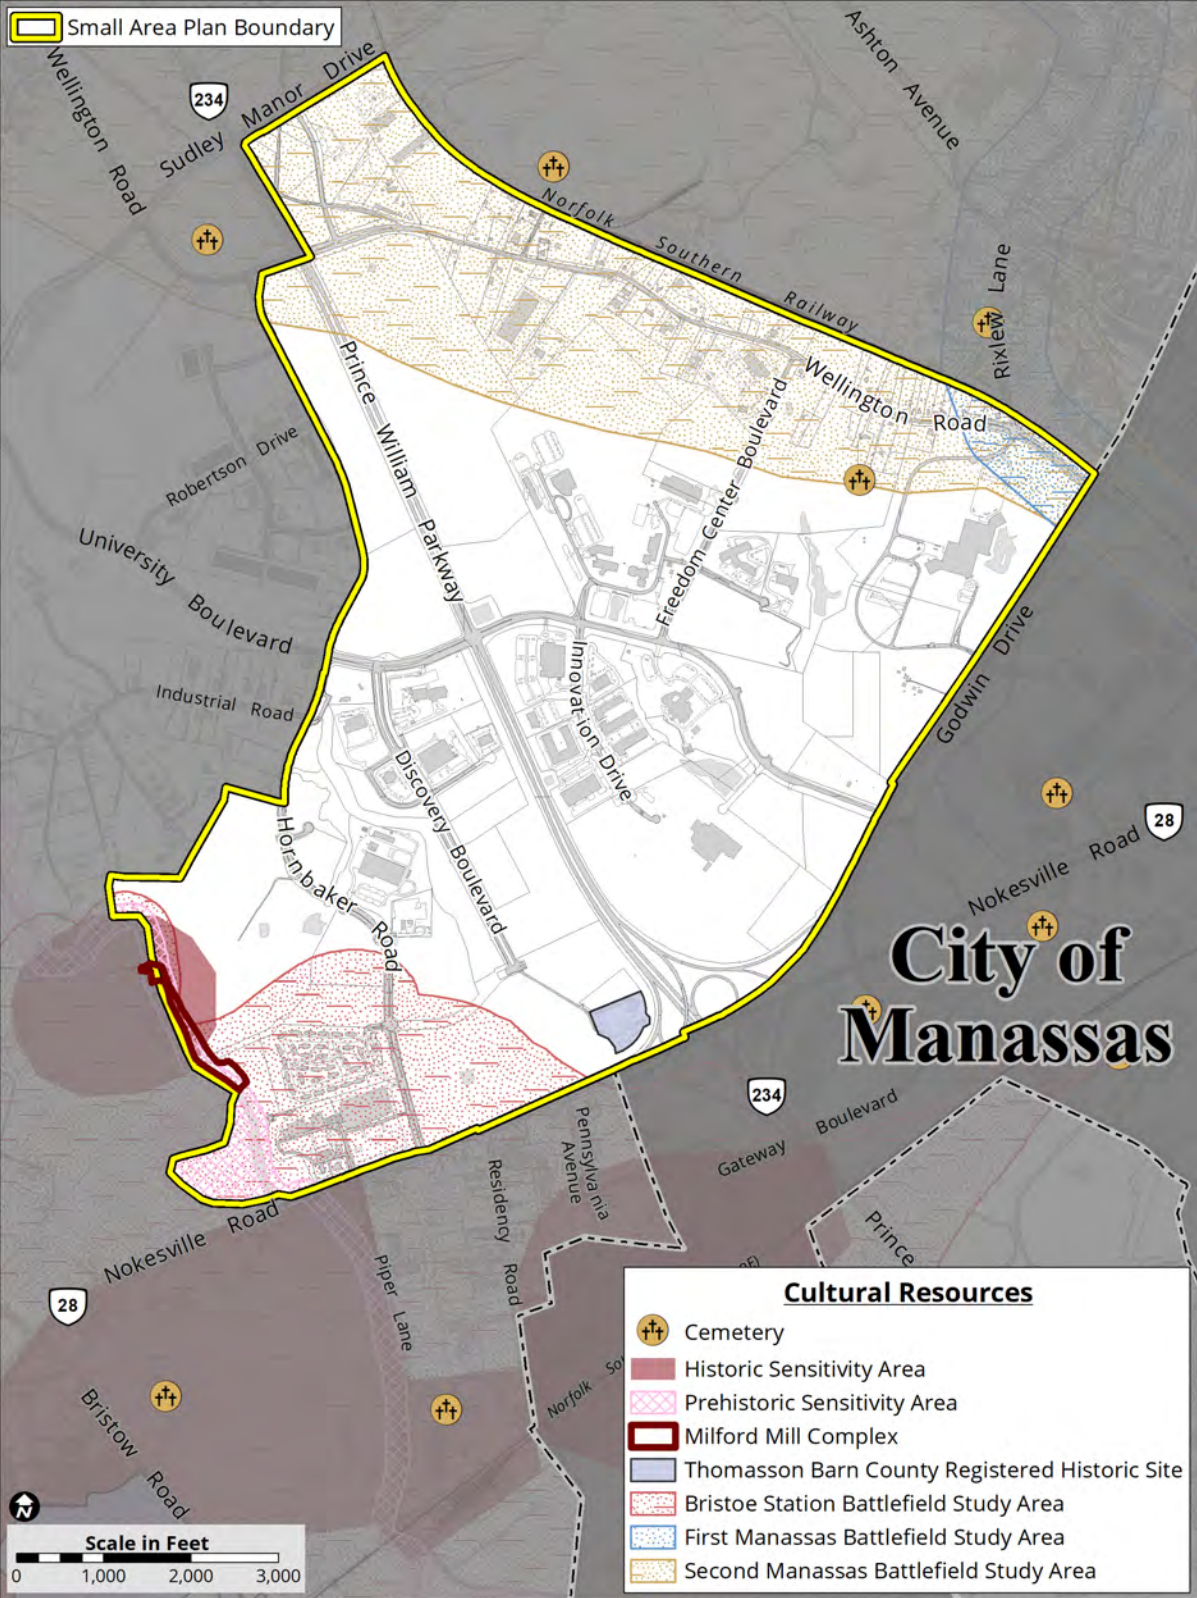 Small Area Plan Boundary
Ashton Avenue
Wellington Road
234
Sudley Manor Drive
Norfolk Southern Railway
Rixlew Lane
Prince William Parkway
Wellington Road
Freedom Center Boulevard
Robertson Drive
University Boulevard
Innovation Drive
Godwin Drive
Industrial Road
Discovery Boulevard
Hornbaker Road
28
Nokesville Road
City of
Manassas
234
Gateway Boulevard
Pennsylvania
Avenue
Residency Road
Nokesville Road
Prince
Piper Lane
28
Norfolk
Bristow Road
N
Scale in Feet
0 1,000 2,000 3,000
Cultural Resources
Cemetery
Historic Sensitivity Area
Prehistoric Sensitivity Area
Milford Mill Complex
Thomasson Barn County Registered Historic Site
Bristoe Station Battlefield Study Area
First Manassas Battlefield Study Area
Second Manassas Battlefield Study Area